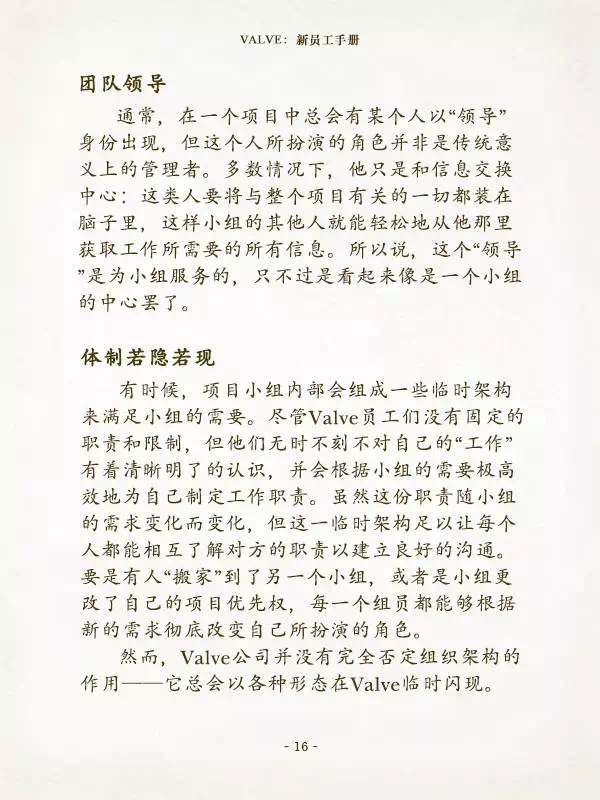 VALVE：新员工手册
团队领导
通常，在一个项目中总会有某个人以“领导”
身份出现，但这个人所扮演的角色并非是传统意
义上的管理者。多数情况下，他只是和信息交换
中心：这类人要将与整个项目有关的一切都装在
脑子里，这样小组的其他人就能轻松地从他那里
获取工作所需要的所有信息。所以说，这个“领导
”是为小组服务的，只不过是看起来像是一个小组
的中心罢了。
体制若隐若现
有时候，项目小组内部会组成一些临时架构
来满足小组的需要。尽管Valve员工们没有固定的
职责和限制，但他们无时不刻不对自己的“工作”
有着清晰明了的认识，并会根据小组的需要极高
效地为自己制定工作职责。虽然这份职责随小组
的需求变化而变化，但这一临时架构足以让每个
人都能相互了解对方的职责以建立良好的沟通。
要是有人“搬家”到了另一个小组，或者是小组更
改了自己的项目优先权，每一个组员都能够根据
新的需求彻底改变自己所扮演的角色。
然而，Valve公司并没有完全否定组织架构的
作用——它总会以各种形态在Valve临时闪现。
- 16 -